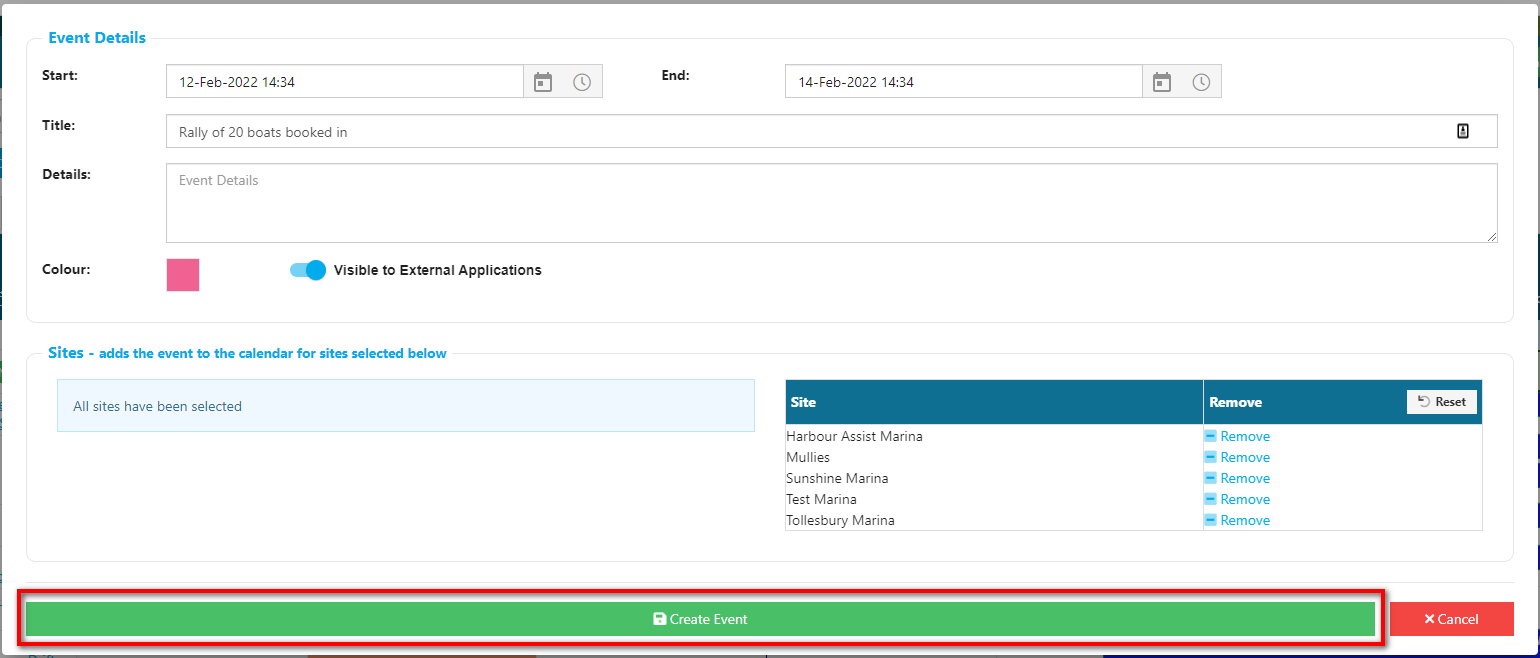 Event Details
Start:
12-Feb-2022 14:34
End:
14-Feb-2022 14:34
Title:
Rally of 20 boats booked in
Details:
Event Details
Colour:
Visible to External Applications
Sites - adds the event to the calendar for sites selected below
All sites have been selected
Site Remove Reset
Harbour Assist Marina Remove
Mullies Remove
Sunshine Marina Remove
Test Marina Remove
Tollesbury Marina Remove
Create Event
Cancel